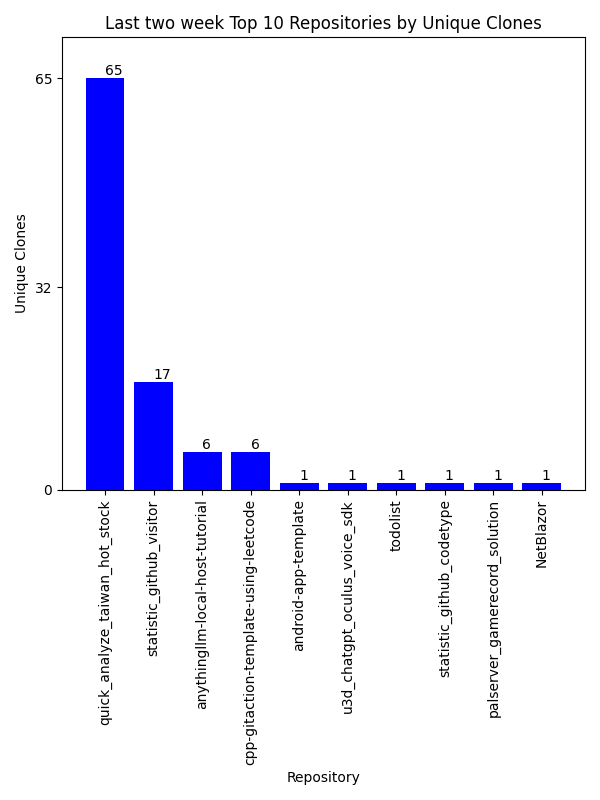 Last two week Top 10 Repositories by Unique Clones
Unique Clones
65
32
0
65
17
6
6
1
1
1
1
1
1
quick_analyze_taiwan_hot_stock
statistic_github_visitor
anythingllm-local-host-tutorial
cpp-gitaction-template-using-leetcode
android-app-template
u3d_chatgpt_oculus_voice_sdk
todolist
statistic_github_codetype
palserver_gamerecord_solution
NetBlazor
Repository